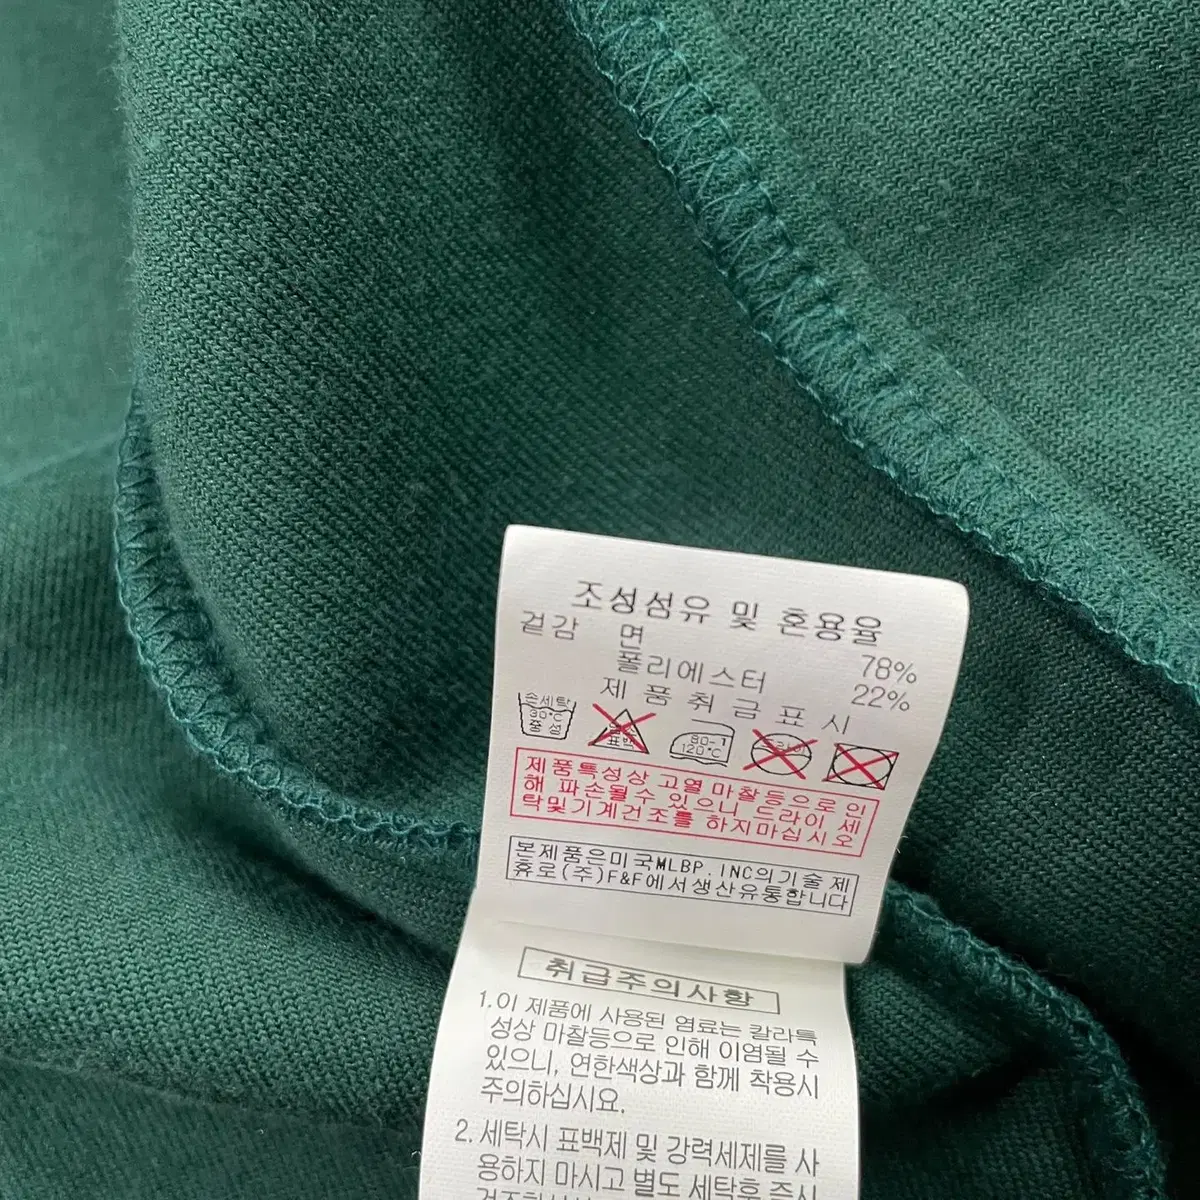 조성섬유 및 혼용율
겉감 면 78%
폴리에스터 22%
제품취급표시
손세탁
30℃
중성
표백
80-1
120℃
제품특성상 고열 마찰등으로인
해 파손될수 있으니 드라이 세
탁및기계건조를 하지마십시오
본제품은미국MLBP. INC의기술제
휴로(주)F&F에서생산유통합니다
취급주의사항
1.이 제품에 사용된 염료는 칼라특
성상 마찰등으로 인해 이염될 수
있으니, 연한색상과 함께 착용시
주의하십시요.
2. 세탁시 표백제 및 강력세제를 사
용하지 마시고 별도 세탁후 즉시